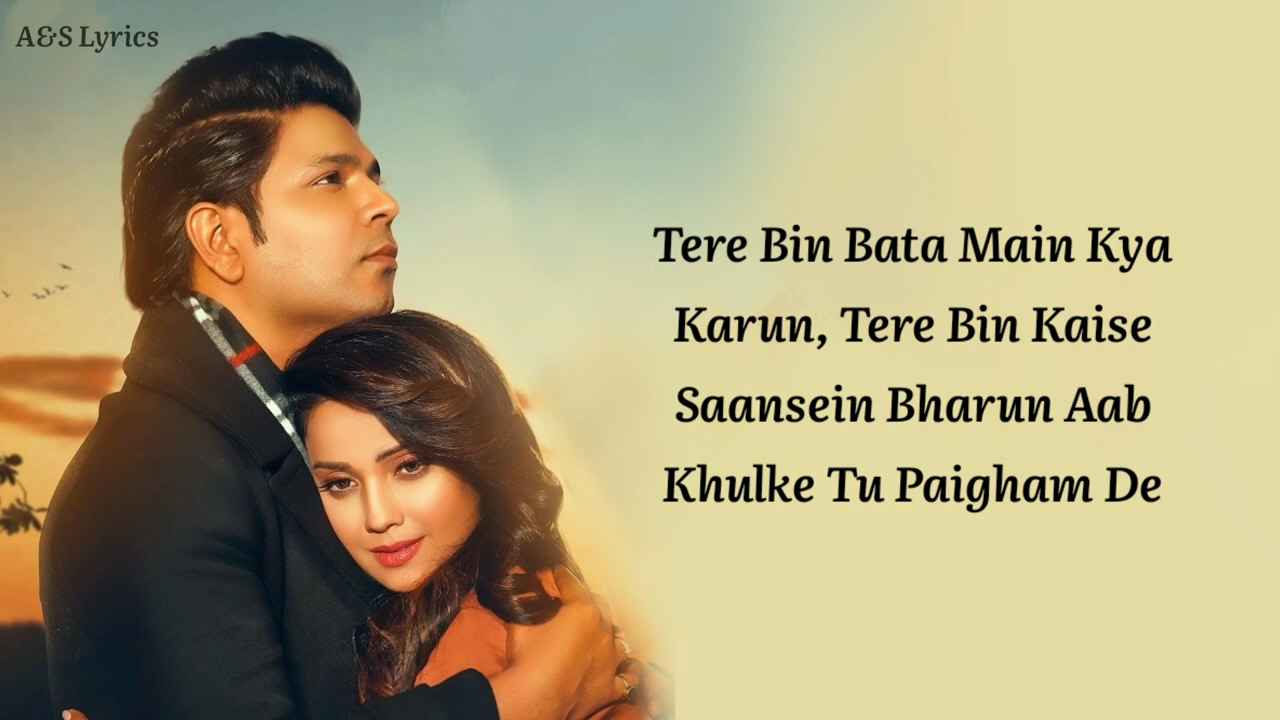 A&S Lyrics
Tere Bin Bata Main Kya
Karun, Tere Bin Kaise
Saansein Bharun Aab
Khulke Tu Paigham De